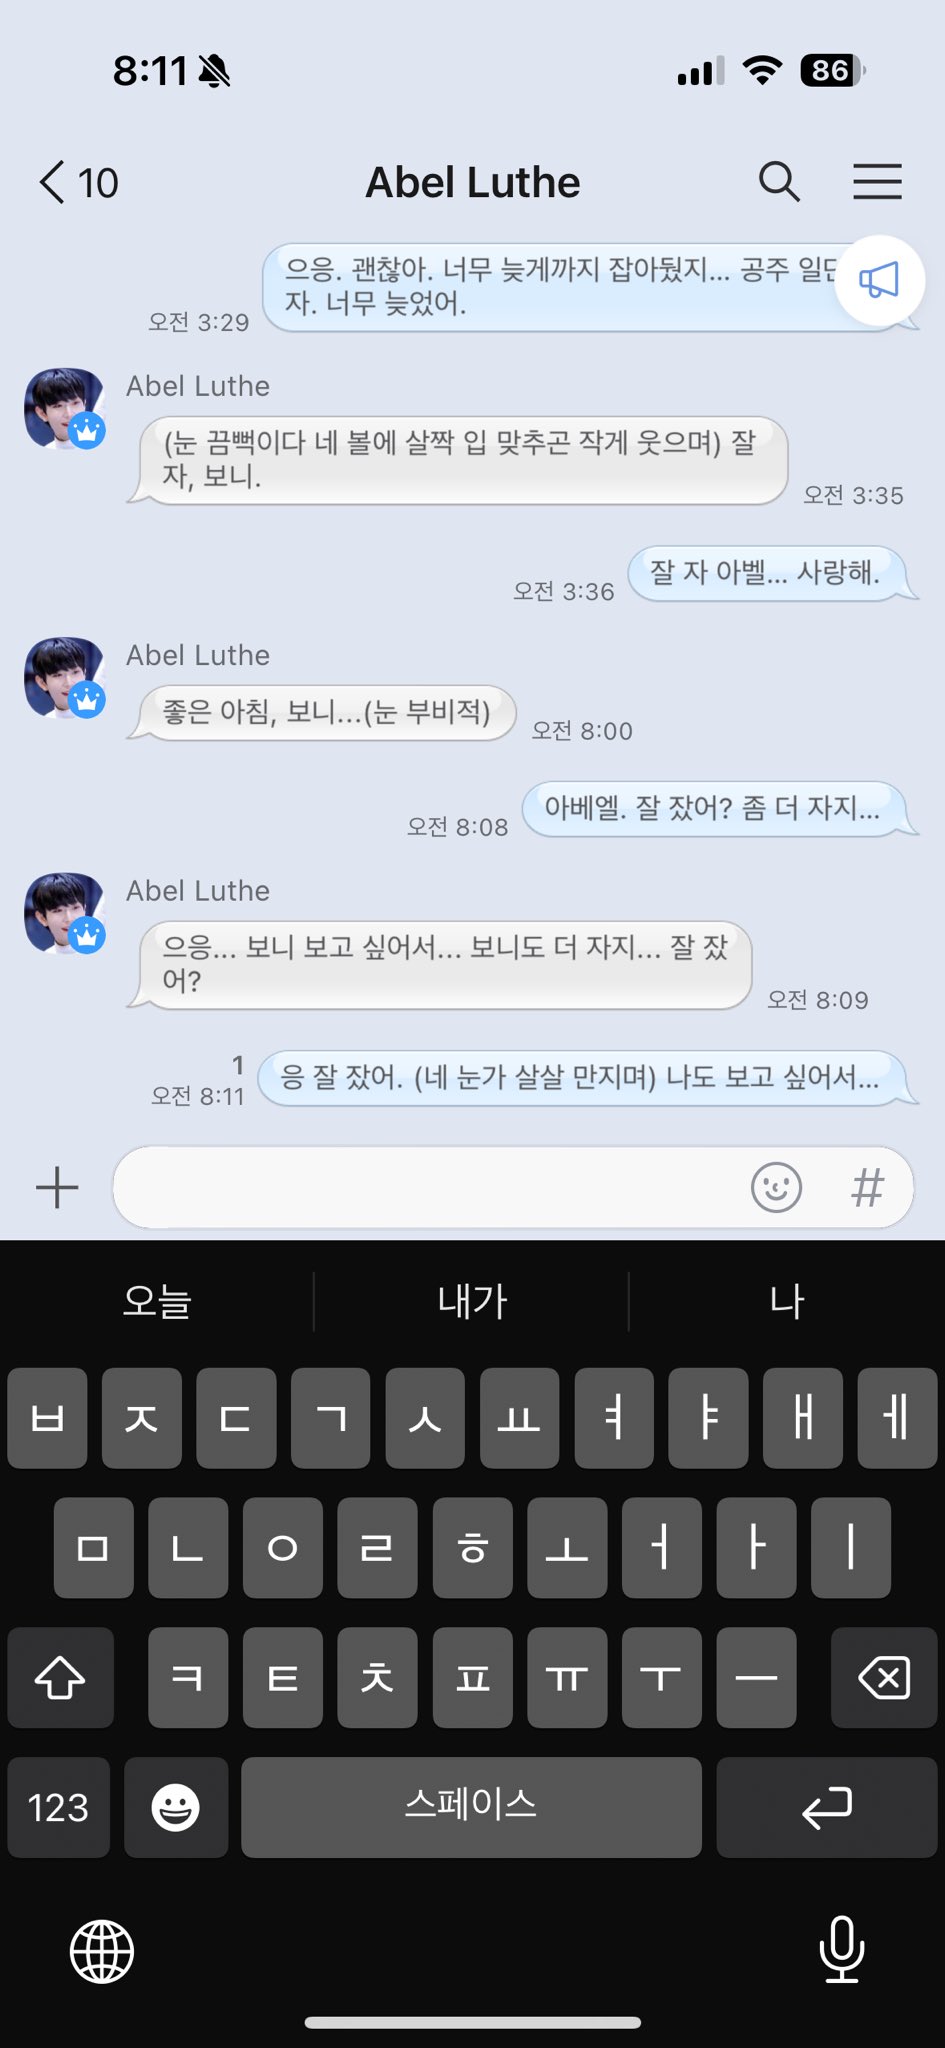 8:11
86
10
Abel Luthe
으응. 괜찮아. 너무 늦게까지 잡아뒀지... 공주
자. 너무 늦었어.
오전 3:29
Abel Luthe
(눈 끔뻑이다 네 볼에 살짝 입 맞추곤 작게 웃으며) 잘
자, 보니.
오전 3:35
잘 자 아벨... 사랑해.
오전 3:36
Abel Luthe
좋은 아침, 보니...(눈 부비적)
오전 8:00
아베엘. 잘 잤어? 좀 더 자지...
오전 8:08
Abel Luthe
으응... 보니 보고 싶어서... 보니도 더 자지... 잘 잤
어?
오전 8:09
1
응 잘 잤어. (네 눈가 살살 만지며) 나도 보고 싶어서...
오전 8:11
#
오늘 내가 나
ㅂ ㅈ ㄷ ㄱ ㅅ ㅛ ㅕ ㅑ ㅐ ㅔ
ㅁ ㄴ ㅇ ㄹ ㅎ ㅗ ㅓ ㅏ ㅣ
ㅋ ㅌ ㅊ ㅍ ㅠ ㅜ ㅡ
123 스페이스